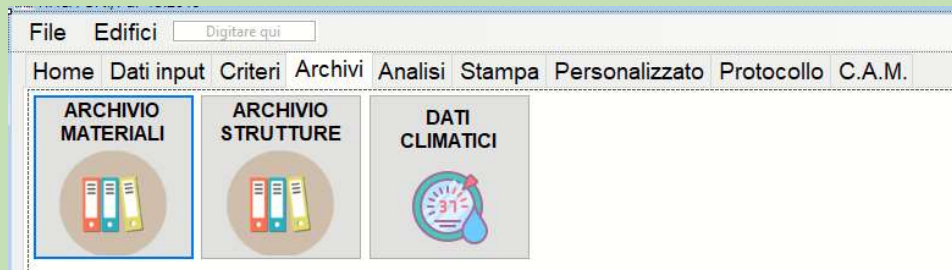 File Edifici Digitare qui
Home Dati input Criteri Archivi Analisi Stampa Personalizzato Protocollo C.A.M.
ARCHIVIO
MATERIALI
ARCHIVIO
STRUTTURE
DATI
CLIMATICI
37